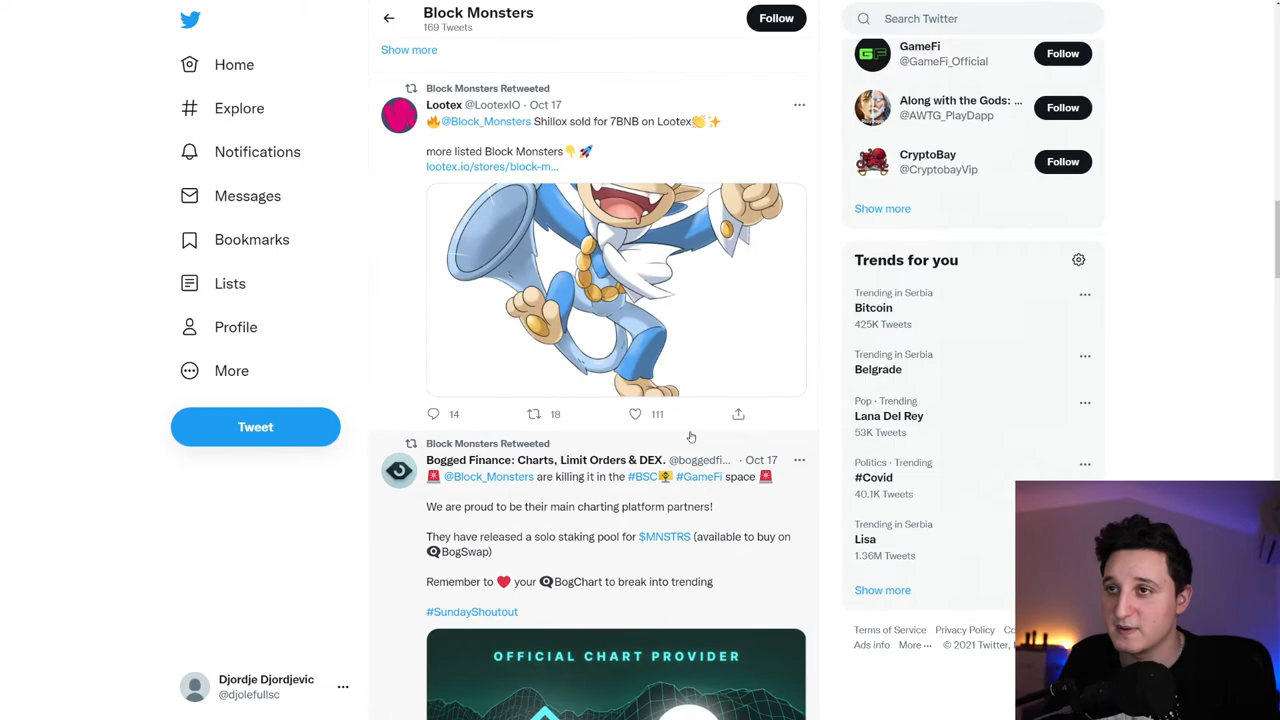 Home
Explore
Notifications
Messages
Bookmarks
Lists
Profile
More
Tweet
Djordje Djordjevic
@djolefullsc
Block Monsters
169 Tweets
Follow
Show more
Block Monsters Retweeted
Lootex @LootexIO · Oct 17
🔥@Block_Monsters Shillox sold for 7BNB on Lootex👏✨
more listed Block Monsters👇🚀
lootex.io/stores/block-m...
14 18 111
Block Monsters Retweeted
Bogged Finance: Charts, Limit Orders & DEX. @boggedfi... · Oct 17
🚨 @Block_Monsters are killing it in the #BSC #GameFi space 🚨
We are proud to be their main charting platform partners!
They have released a solo staking pool for $MNSTRS (available to buy on
BogSwap)
Remember to ❤️ your BogChart to break into trending
#SundayShoutout
OFFICIAL CHART PROVIDER
Search Twitter
GameFi
@GameFi_Official
Follow
Along with the Gods: ...
@AWTG_PlayDapp
Follow
CryptoBay
@CryptobayVip
Follow
Show more
Trends for you
Trending in Serbia
Bitcoin
425K Tweets
Trending in Serbia
Belgrade
Pop · Trending
Lana Del Rey
53K Tweets
Politics · Trending
#Covid
40.1K Tweets
Trending in Serbia
Lisa
1.36M Tweets
Show more
Terms of Service Privacy Policy
Ads info More ··· © 2021 Twitter,